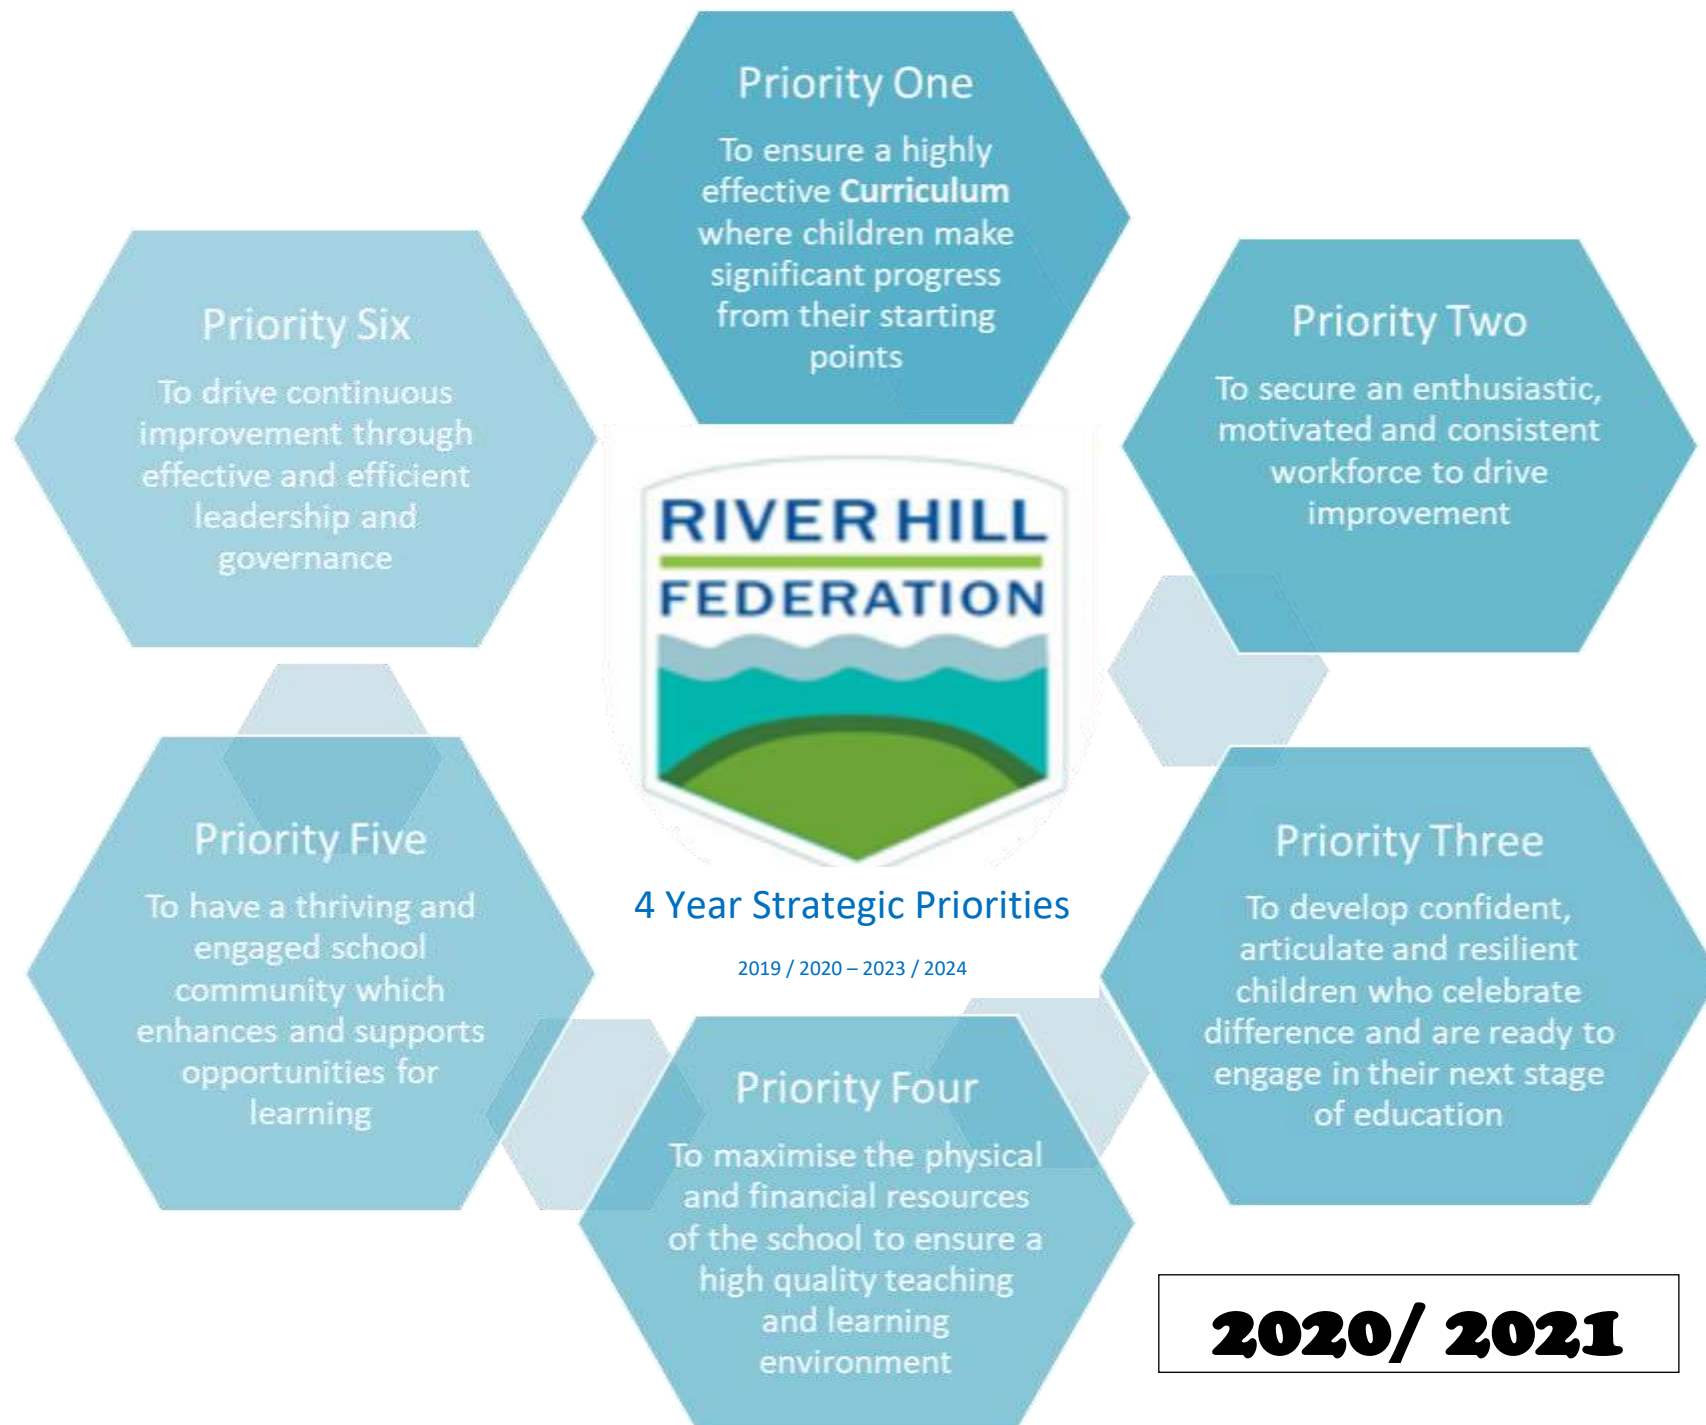 Priority One
To ensure a highly
effective Curriculum
where children make
significant progress
from their starting
points
Priority Two
To secure an enthusiastic,
motivated and consistent
workforce to drive
improvement
Priority Three
To develop confident,
articulate and resilient
children who celebrate
difference and are ready to
engage in their next stage
of education
Priority Four
To maximise the physical
and financial resources
of the school to ensure a
high quality teaching
and learning
environment
Priority Five
To have a thriving and
engaged school
community which
enhances and supports
opportunities for
learning
Priority Six
To drive continuous
improvement through
effective and efficient
leadership and
governance
RIVER HILL
FEDERATION
4 Year Strategic Priorities
2019 / 2020 – 2023 / 2024
2020/ 2021